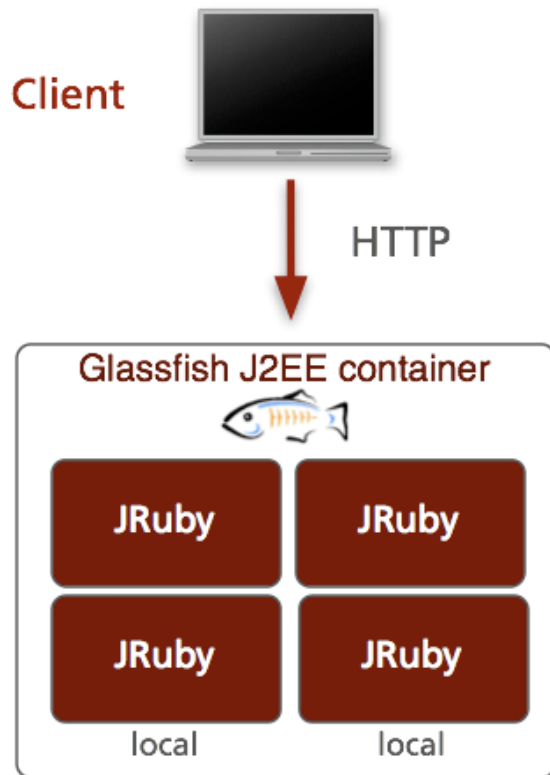 Client
HTTP
Glassfish J2EE container
JRuby JRuby
JRuby JRuby
local local